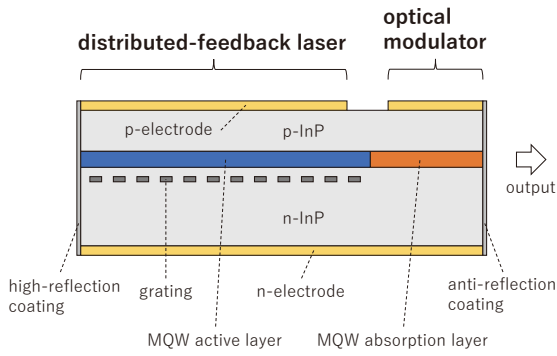 distributed-feedback laser
optical
modulator
p-electrode
p-InP
n-InP
output
high-reflection
coating
grating
n-electrode
anti-reflection
coating
MQW active layer
MQW absorption layer